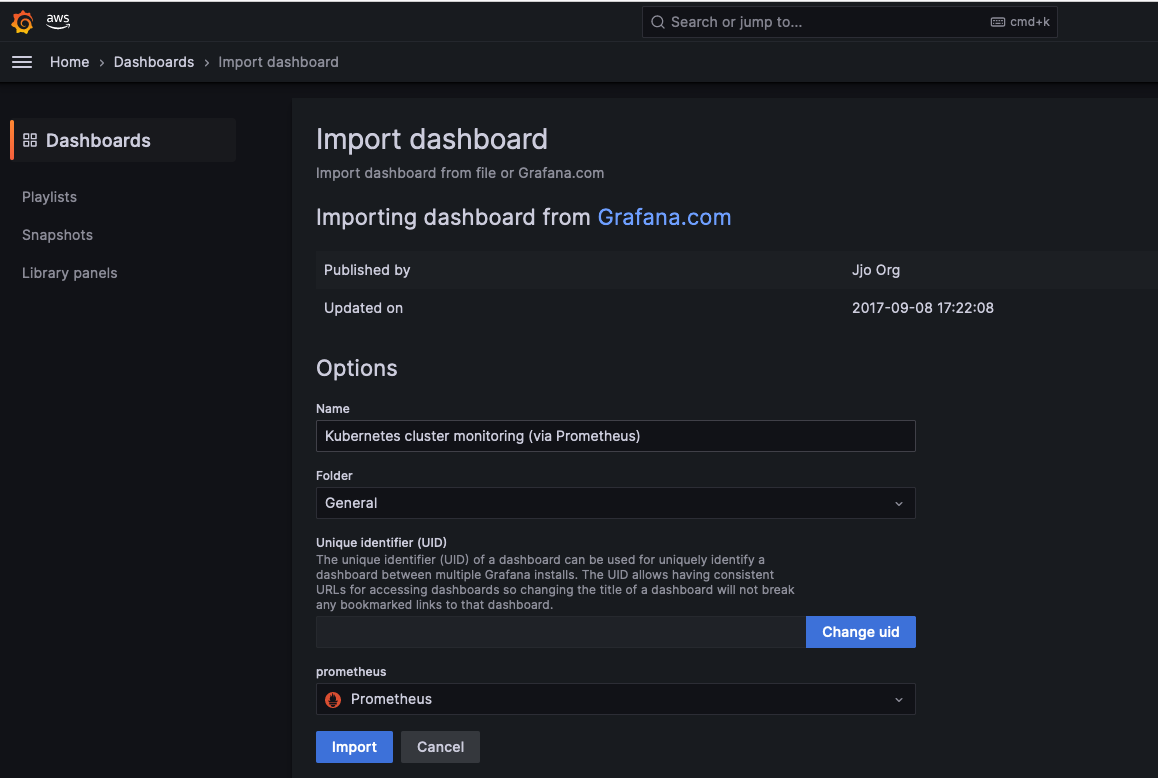 aws
Search or jump to...
cmd+k
Home › Dashboards › Import dashboard
Dashboards
Playlists
Snapshots
Library panels
Import dashboard
Import dashboard from file or Grafana.com
Importing dashboard from Grafana.com
Published by Jjo Org
Updated on 2017-09-08 17:22:08
Options
Name
Kubernetes cluster monitoring (via Prometheus)
Folder
General
Unique identifier (UID)
The unique identifier (UID) of a dashboard can be used for uniquely identify a
dashboard between multiple Grafana installs. The UID allows having consistent
URLs for accessing dashboards so changing the title of a dashboard will not break
any bookmarked links to that dashboard.
Change uid
prometheus
Prometheus
Import Cancel